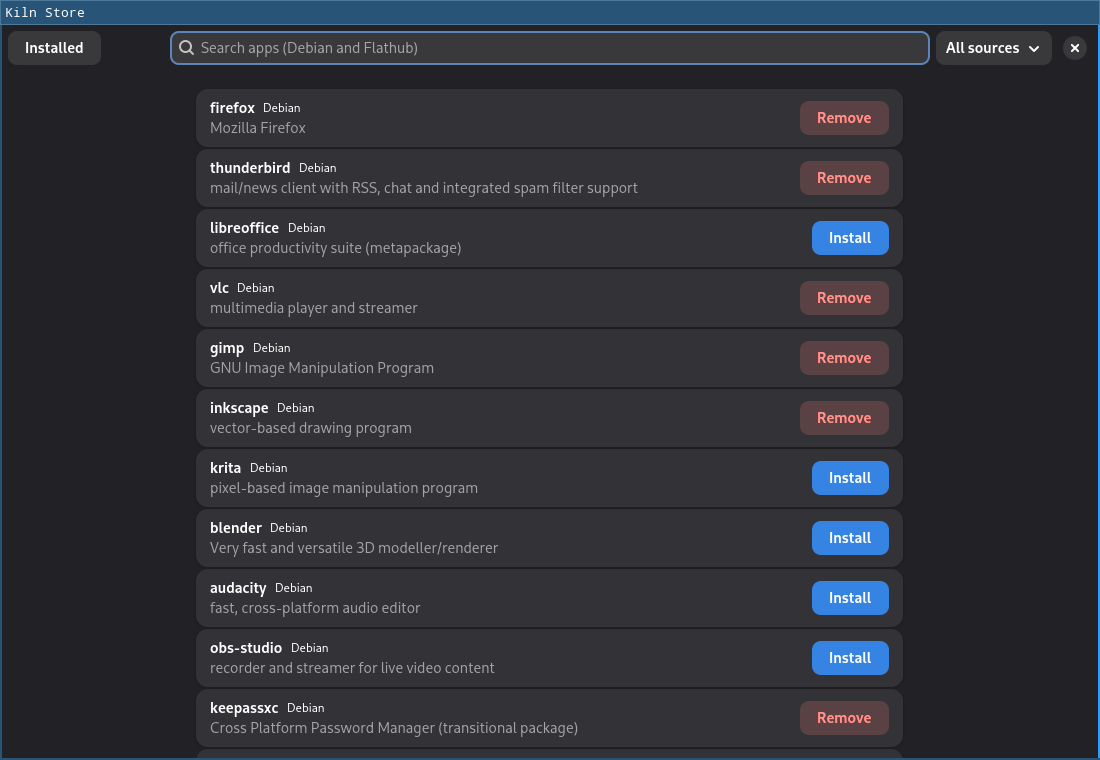 Kiln Store
Installed
Search apps (Debian and Flathub)
All sources
firefox Debian
Mozilla Firefox
Remove
thunderbird Debian
mail/news client with RSS, chat and integrated spam filter support
Remove
libreoffice Debian
office productivity suite (metapackage)
Install
vlc Debian
multimedia player and streamer
Remove
gimp Debian
GNU Image Manipulation Program
Remove
inkscape Debian
vector-based drawing program
Remove
krita Debian
pixel-based image manipulation program
Install
blender Debian
Very fast and versatile 3D modeller/renderer
Install
audacity Debian
fast, cross-platform audio editor
Install
obs-studio Debian
recorder and streamer for live video content
Install
keepassxc Debian
Cross Platform Password Manager (transitional package)
Remove